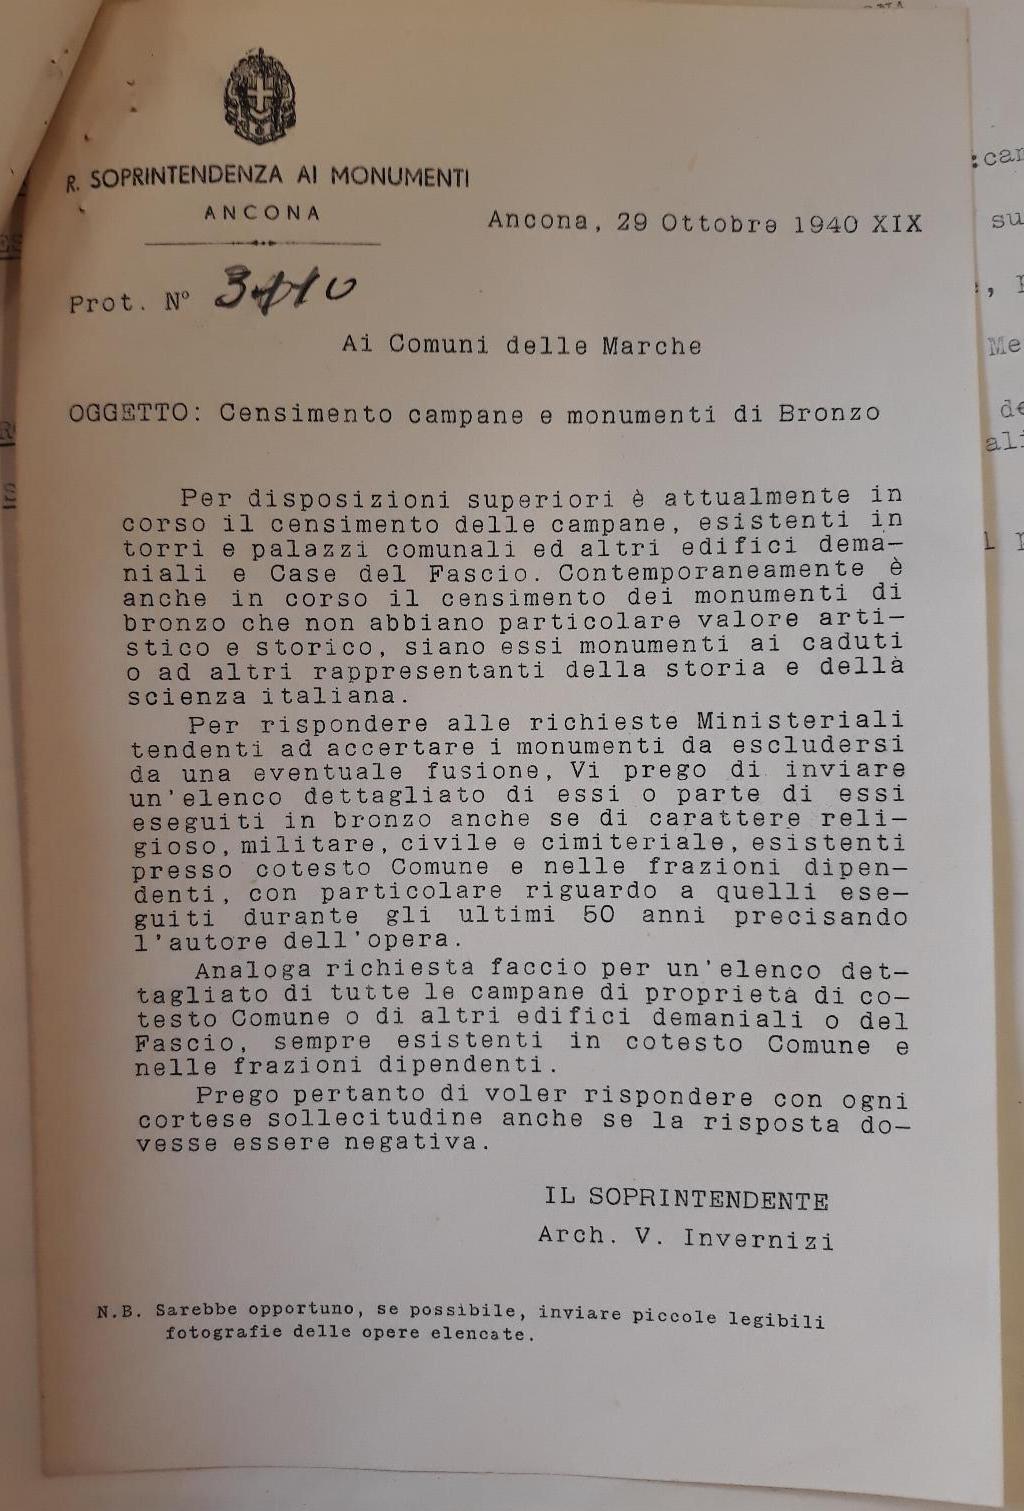 R. SOPRINTENDENZA AI MONUMENTI
ANCONA
Ancona, 29 Ottobre 1940 XIX
Prot. N°
Ai Comuni delle Marche
OGGETTO: Censimento campane e monumenti di Bronzo
Per disposizioni superiori è attualmente in
corso il censimento delle campane, esistenti in
torri e palazzi comunali ed altri edifici dema-
niali e Case del Fascio. Contemporaneamente è
anche in corso il censimento dei monumenti di
bronzo che non abbiano particolare valore arti-
stico e storico, siano essi monumenti ai caduti
o ad altri rappresentanti della storia e dellà
scienza italiana.
Per rispondere alle richieste Ministeriali
tendenti ad accertare i monumenti da escludersi
da una eventuale fusione, Vi prego di inviare
un'elenco dettagliato di essi o parte di essi
eseguiti in bronzo anche se di carattere reli-
gioso, militare, civile e cimiteriale, esistenti
presso cotesto Comune e nelle frazioni dipen-
denti, con particolare riguardo a quelli ese-
guiti durante gli ultimi 50 anni precisando
l'autore dell'opera.
Analoga richiesta faccio per un'elenco det-
tagliato di tutte le campane di proprietà di co-
testo Comune o di altri edifici demaniali o del
Fascio, sempre esistenti in cotesto Comune e
nelle frazioni dipendenti.
Prego pertanto di voler rispondere con ogni
cortese sollecitudine anche se la risposta do-
vesse essere negativa.
IL SOPRINTENDENTE
Arch. V. Invernizi
N.B. Sarebbe opportuno, se possibile, inviare piccole legibili
fotografie delle opere elencate.